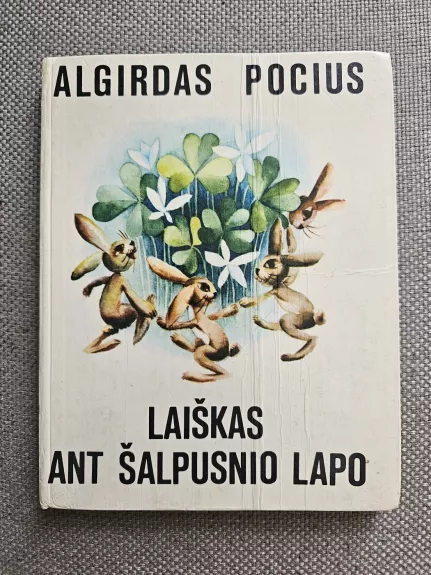 ALGIRDAS POCIUS
LAIŠKAS
ANT ŠALPUSNIO LAPO